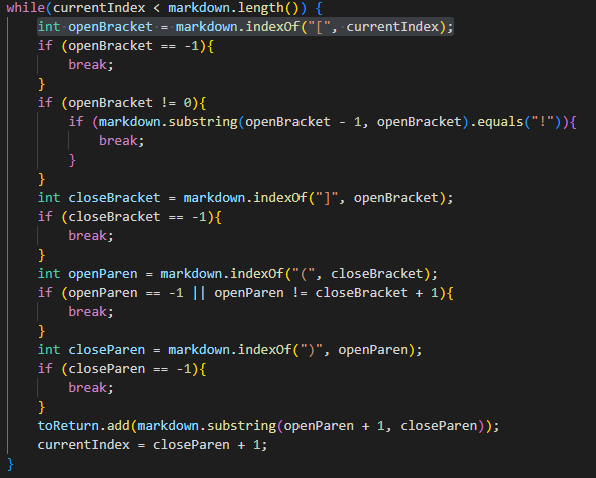 while(currentIndex < markdown.length()) {
    int openBracket = markdown.indexOf("[", currentIndex);
    if (openBracket == -1){
        break;
    }
    if (openBracket != 0){
        if (markdown.substring(openBracket - 1, openBracket).equals("!")){
            break;
        }
    }
    int closeBracket = markdown.indexOf("]", openBracket);
    if (closeBracket == -1){
        break;
    }
    int openParen = markdown.indexOf("(", closeBracket);
    if (openParen == -1 || openParen != closeBracket + 1){
        break;
    }
    int closeParen = markdown.indexOf(")", openParen);
    if (closeParen == -1){
        break;
    }
    toReturn.add(markdown.substring(openParen + 1, closeParen));
    currentIndex = closeParen + 1;
}